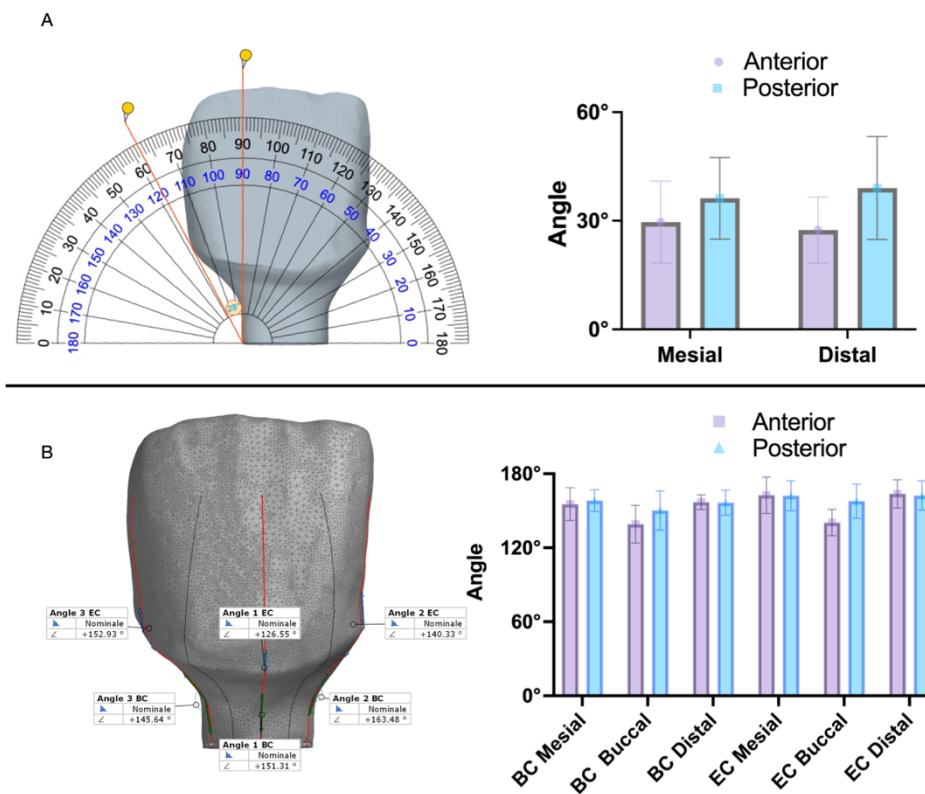 A
0 10 20 30 40 50 60 70 80 90 100 110 120 130 140 150 160 170 180
180 170 160 150 140 130 120 110 100 90 80 70 60 50 40 30 20 10 0
28°
Anterior
Posterior
Angle
60°
30°
0°
Mesial Distal
B
Angle 3 EC
Nominale
+152.93 °
Angle 1 EC
Nominale
+126.55 °
Angle 2 EC
Nominale
+140.33 °
Angle 3 BC
Nominale
+145.64 °
Angle 2 BC
Nominale
+163.48 °
Angle 1 BC
Nominale
+151.31 °
Anterior
Posterior
Angle
180°
120°
60°
0°
BC Mesial
BC Buccal
BC Distal
EC Mesial
EC Buccal
EC Distal